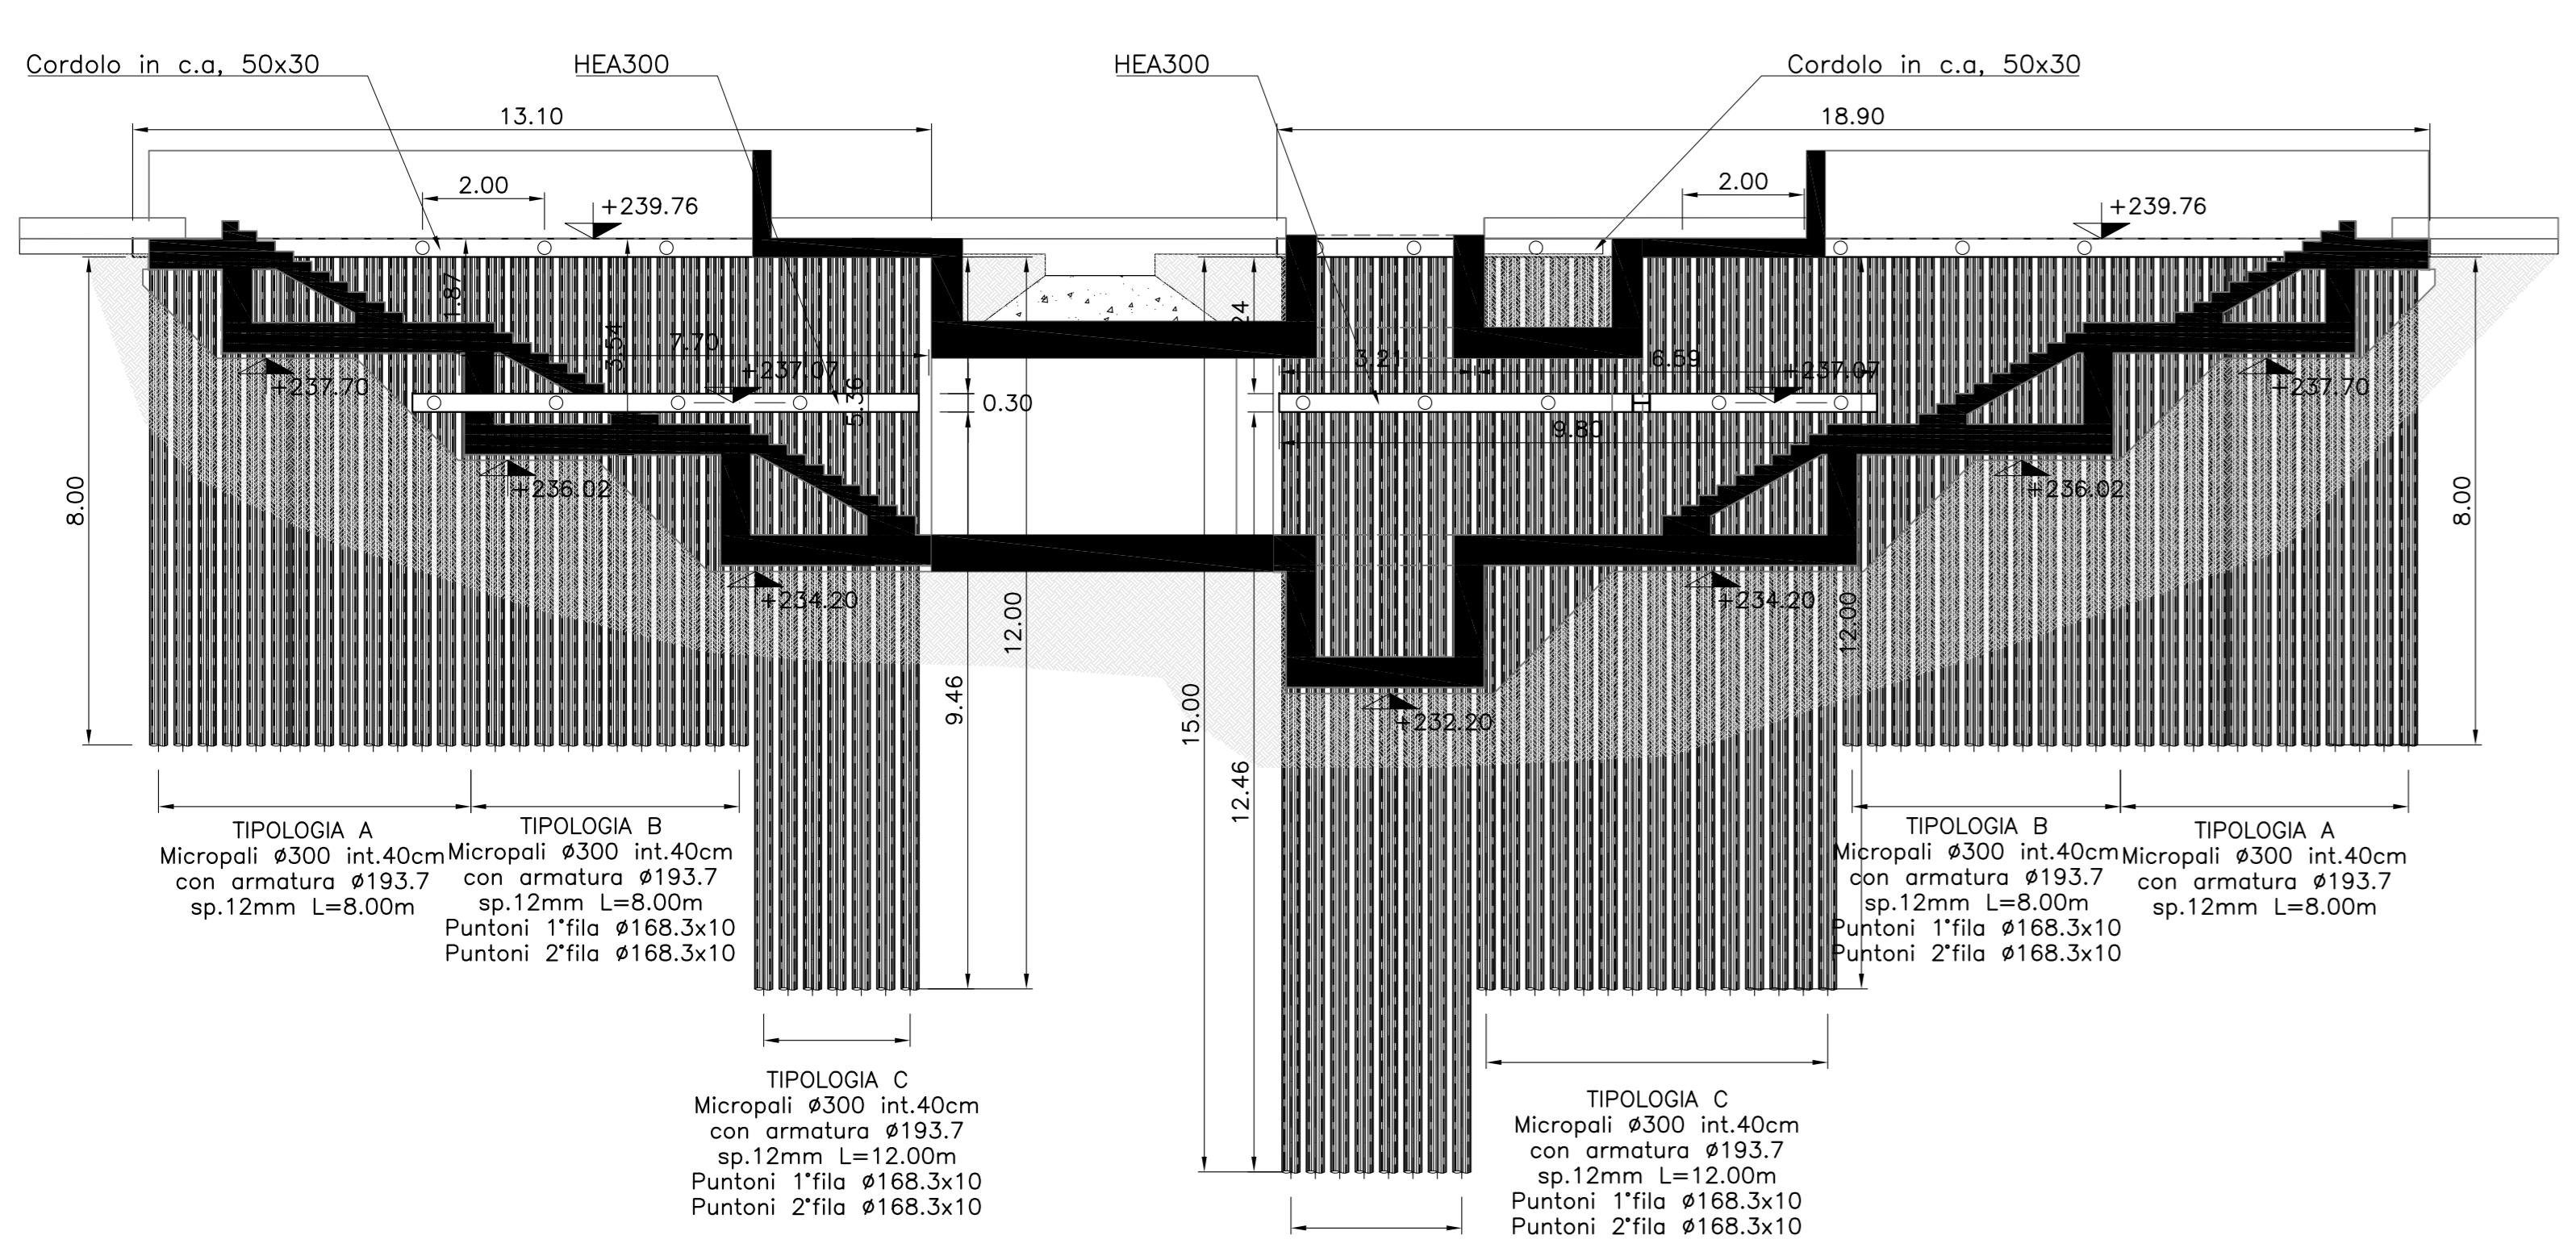 Cordolo in c.a, 50x30
HEA300
HEA300
Cordolo in c.a, 50x30
13.10
18.90
2.00
+239.76
2.00
+239.76
1.87
3.54
7.70
+237.07
5.36
0.30
24
3.21
6.59
+237.07
9.80
+237.70
+237.70
+236.02
+236.02
8.00
8.00
+234.20
+234.20
12.00
12.00
9.46
15.00
12.46
+232.20
TIPOLOGIA A
Micropali ø300 int.40cm
con armatura ø193.7
sp.12mm L=8.00m
TIPOLOGIA B
Micropali ø300 int.40cm
con armatura ø193.7
sp.12mm L=8.00m
Puntoni 1°fila ø168.3x10
Puntoni 2°fila ø168.3x10
TIPOLOGIA B
Micropali ø300 int.40cm
con armatura ø193.7
sp.12mm L=8.00m
Puntoni 1°fila ø168.3x10
Puntoni 2°fila ø168.3x10
TIPOLOGIA A
Micropali ø300 int.40cm
con armatura ø193.7
sp.12mm L=8.00m
TIPOLOGIA C
Micropali ø300 int.40cm
con armatura ø193.7
sp.12mm L=12.00m
Puntoni 1°fila ø168.3x10
Puntoni 2°fila ø168.3x10
TIPOLOGIA C
Micropali ø300 int.40cm
con armatura ø193.7
sp.12mm L=12.00m
Puntoni 1°fila ø168.3x10
Puntoni 2°fila ø168.3x10